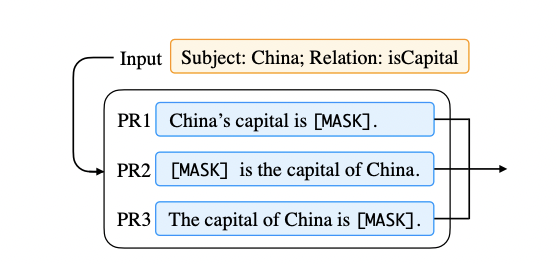 Input Subject: China; Relation: isCapital
PR1 China's capital is [MASK].
PR2 [MASK] is the capital of China.
PR3 The capital of China is [MASK].